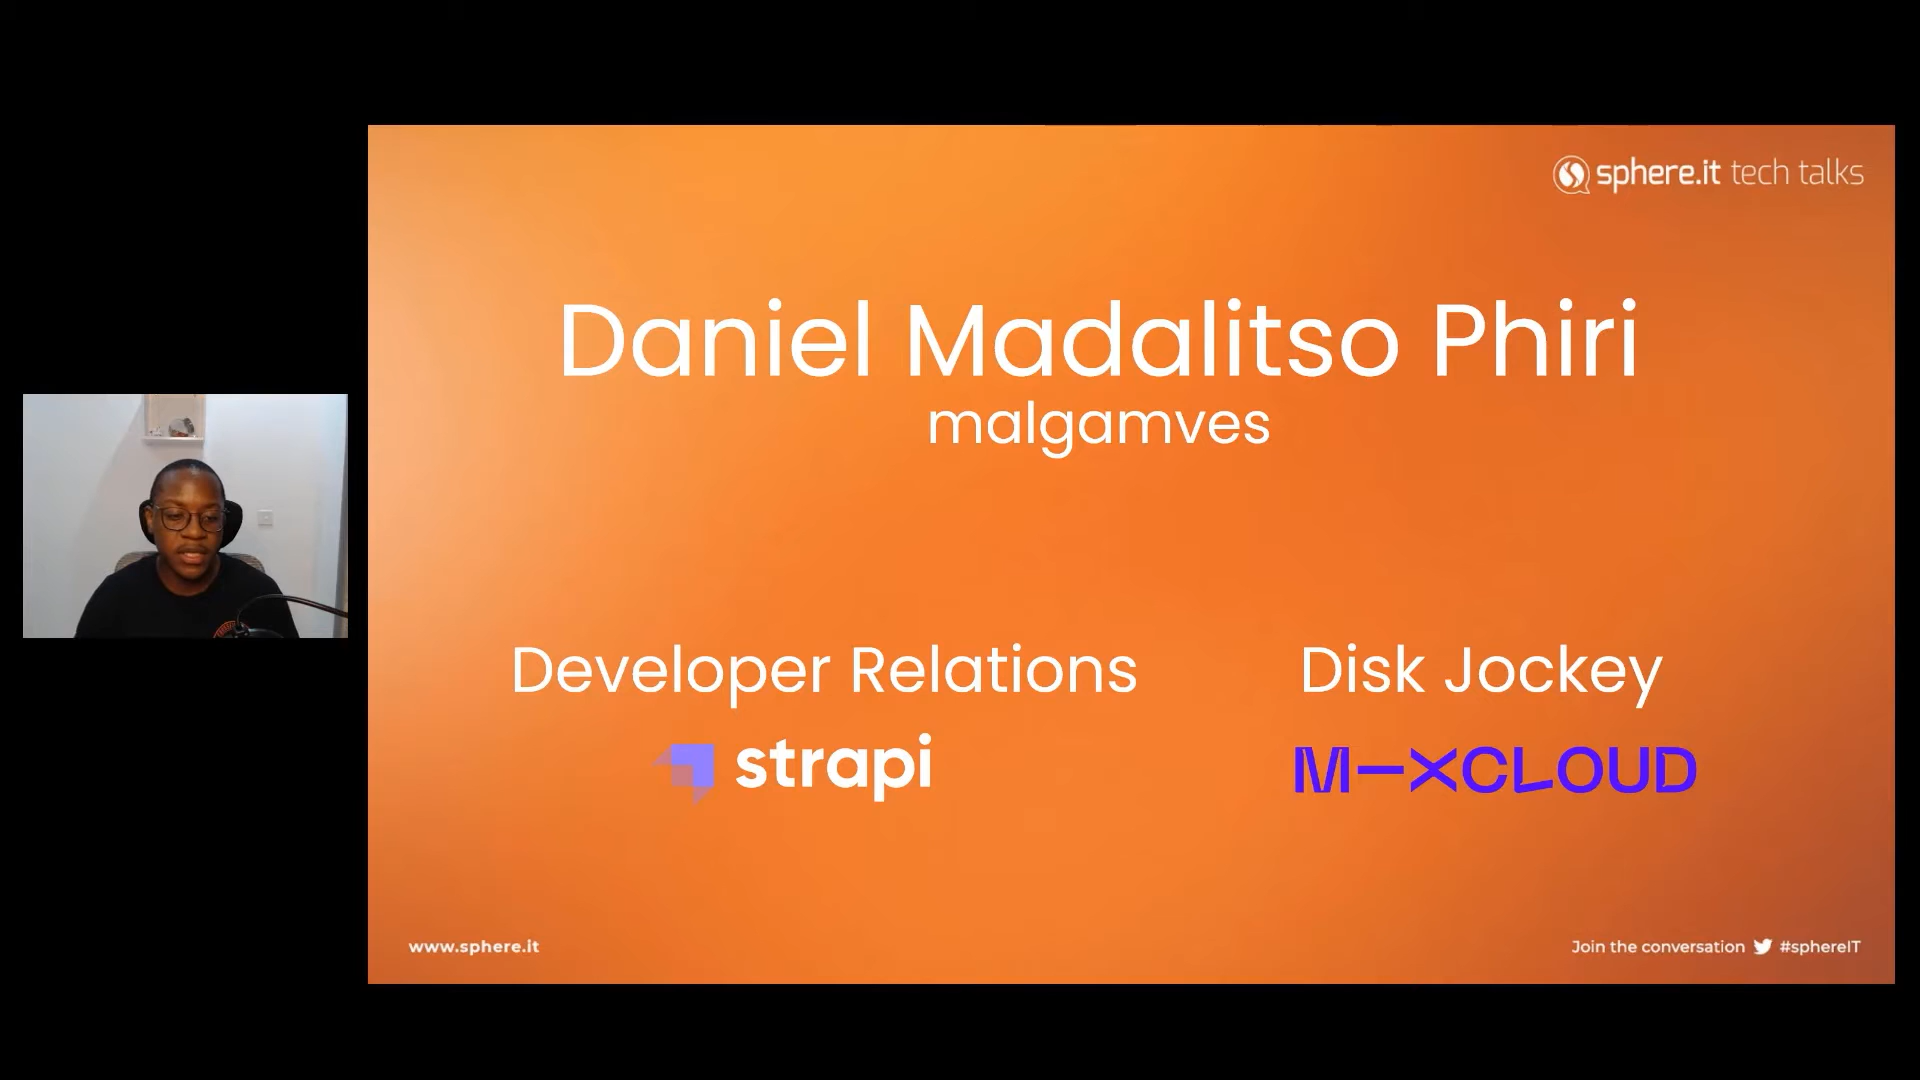 sphere.it tech talks
Daniel Madalitso Phiri
malgamves
Developer Relations
Disk Jockey
strapi
MIXCLOUD
www.sphere.it
Join the conversation #sphereIT